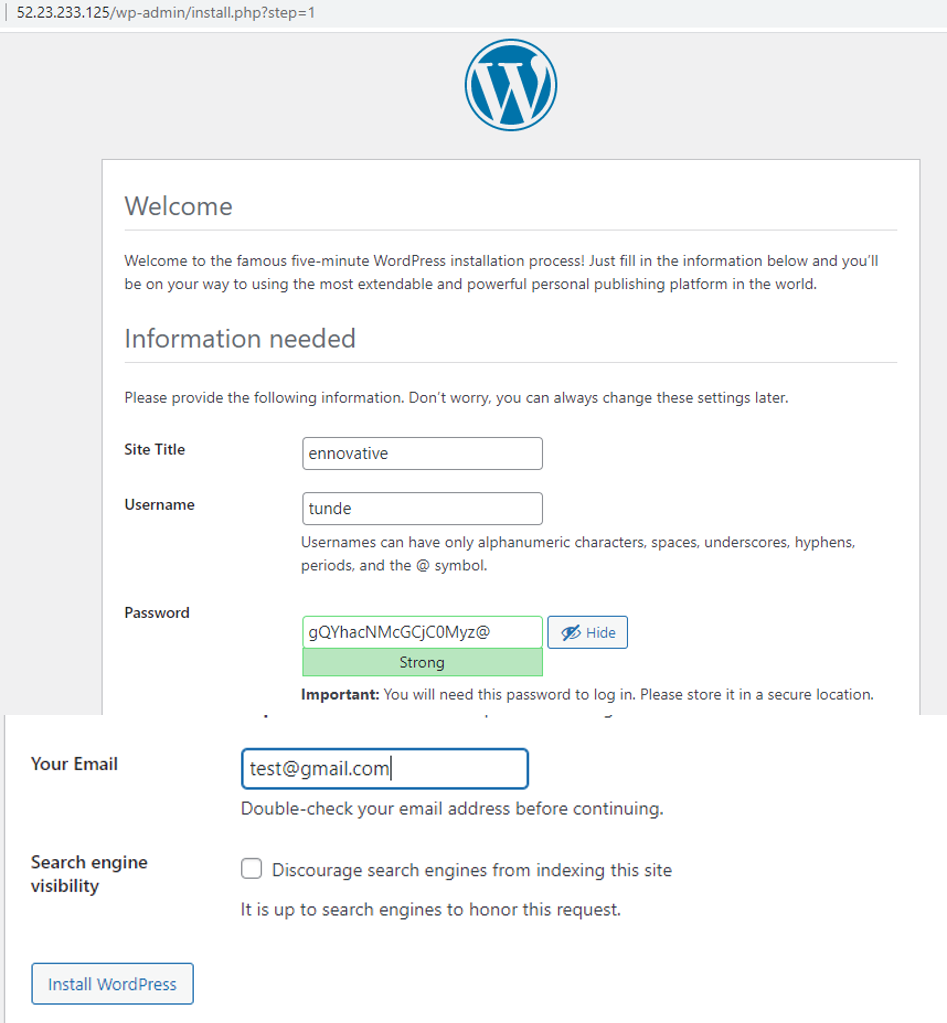 52.23.233.125/wp-admin/install.php?step=1
W
Welcome
Welcome to the famous five-minute WordPress installation process! Just fill in the information below and you’ll
be on your way to using the most extendable and powerful personal publishing platform in the world.
Information needed
Please provide the following information. Don’t worry, you can always change these settings later.
Site Title
ennovative
Username
tunde
Usernames can have only alphanumeric characters, spaces, underscores, hyphens,
periods, and the @ symbol.
Password
gQYhacNMcGCjC0Myz@
Hide
Strong
Important: You will need this password to log in. Please store it in a secure location.
Your Email
test@gmail.com
Double-check your email address before continuing.
Search engine
visibility
Discourage search engines from indexing this site
It is up to search engines to honor this request.
Install WordPress